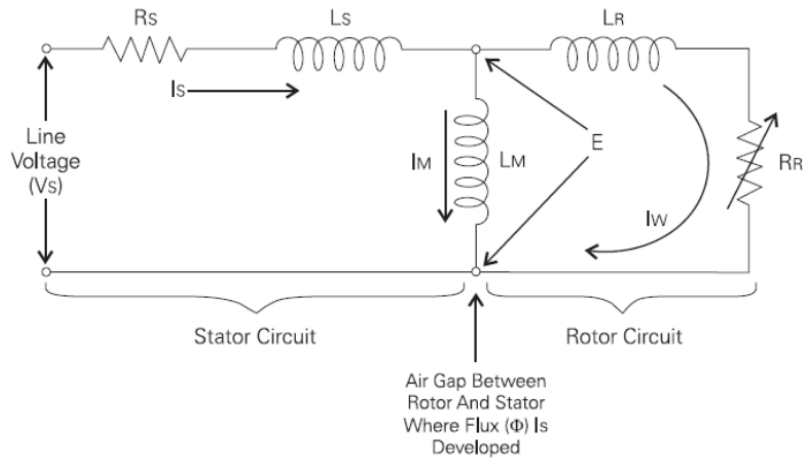 Rs
Ls
LR
Is
Line
Voltage
(Vs)
IM
LM
E
RR
Iw
Stator Circuit
Rotor Circuit
Air Gap Between
Rotor And Stator
Where Flux (Φ) Is
Developed